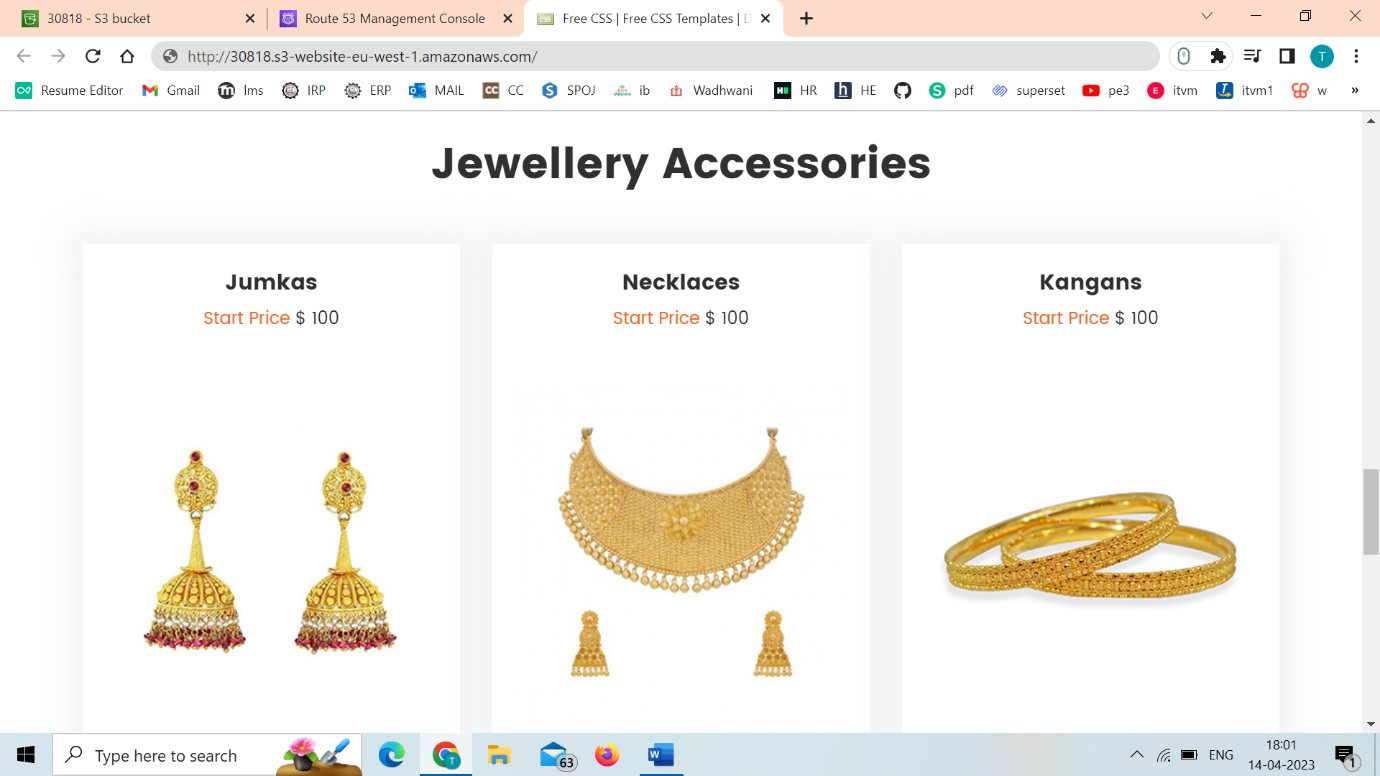 30818 - S3 bucket
Route 53 Management Console
Free CSS | Free CSS Templates |
http://30818.s3-website-eu-west-1.amazonaws.com/
T
Resume Editor Gmail lms IRP ERP MAIL CC CC SPOJ ib Wadhwani HR h HE S pdf superset pe3 E itvm T itvm1 w »
Jewellery Accessories
Jumkas
Start Price $ 100
Necklaces
Start Price $ 100
Kangans
Start Price $ 100
Type here to search
T
63
W
ENG
18:01
14-04-2023
1